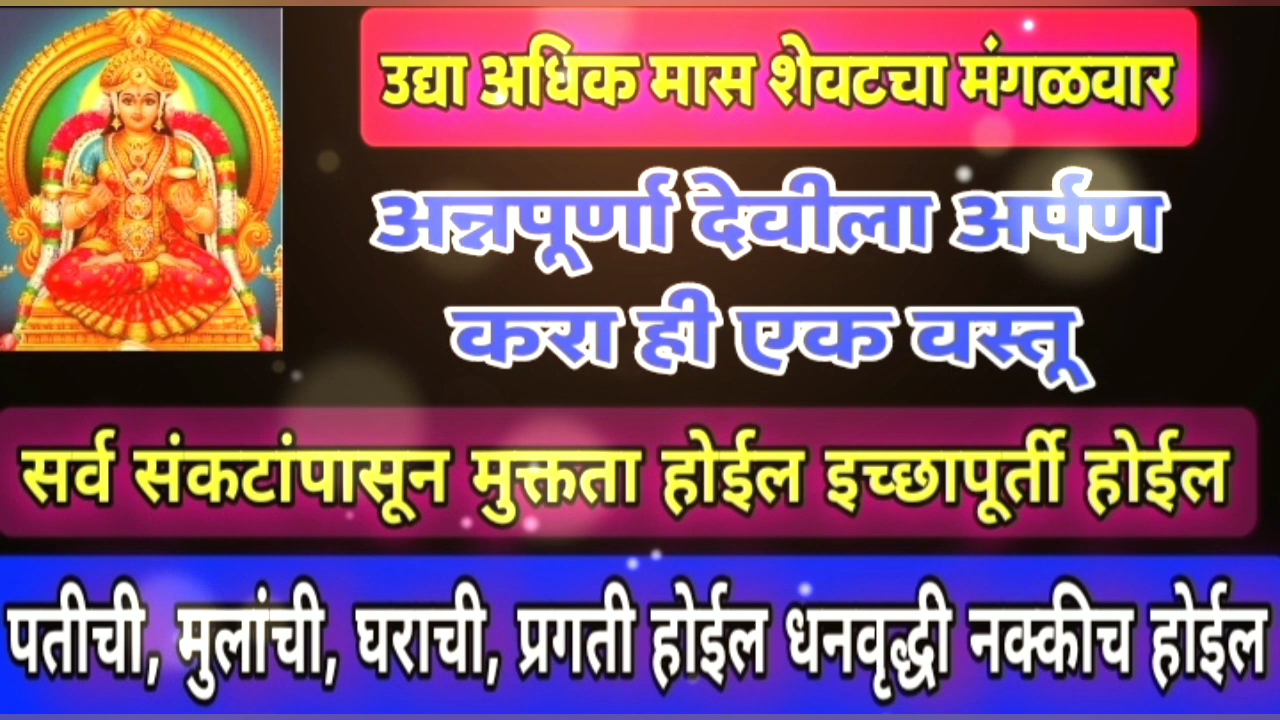 उद्या अधिक मास शेवटचा मंगळवार
अन्नपूर्णा देवीला अर्पण
करा ही एक वस्तू
सर्व संकटांपासून मुक्तता होईल इच्छापूर्ती होईल
पतीची, मुलांची, घराची, प्रगती होईल धनवृद्धी नक्कीच होईल